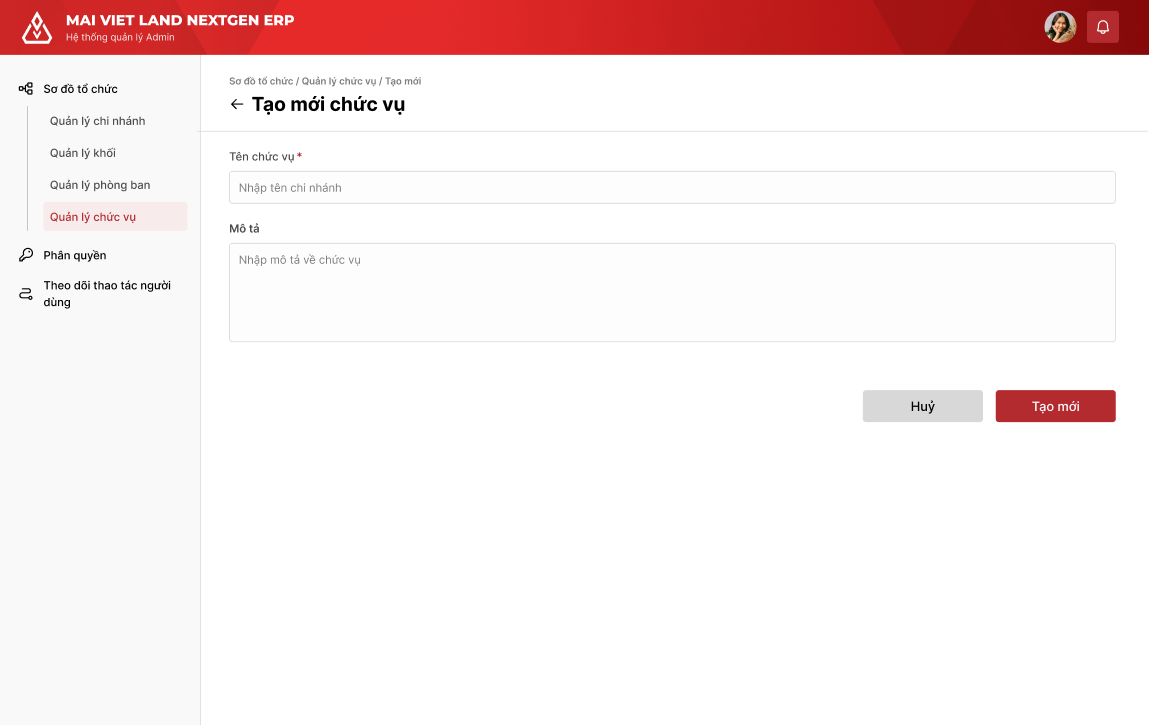 MAI VIET LAND NEXTGEN ERP
Hệ thống quản lý Admin
Sơ đồ tổ chức
Quản lý chi nhánh
Quản lý khối
Quản lý phòng ban
Quản lý chức vụ
Phân quyền
Theo dõi thao tác người
dùng
Sơ đồ tổ chức / Quản lý chức vụ / Tạo mới
Tạo mới chức vụ
Tên chức vụ *
Nhập tên chi nhánh
Mô tả
Nhập mô tả về chức vụ
Huỷ
Tạo mới